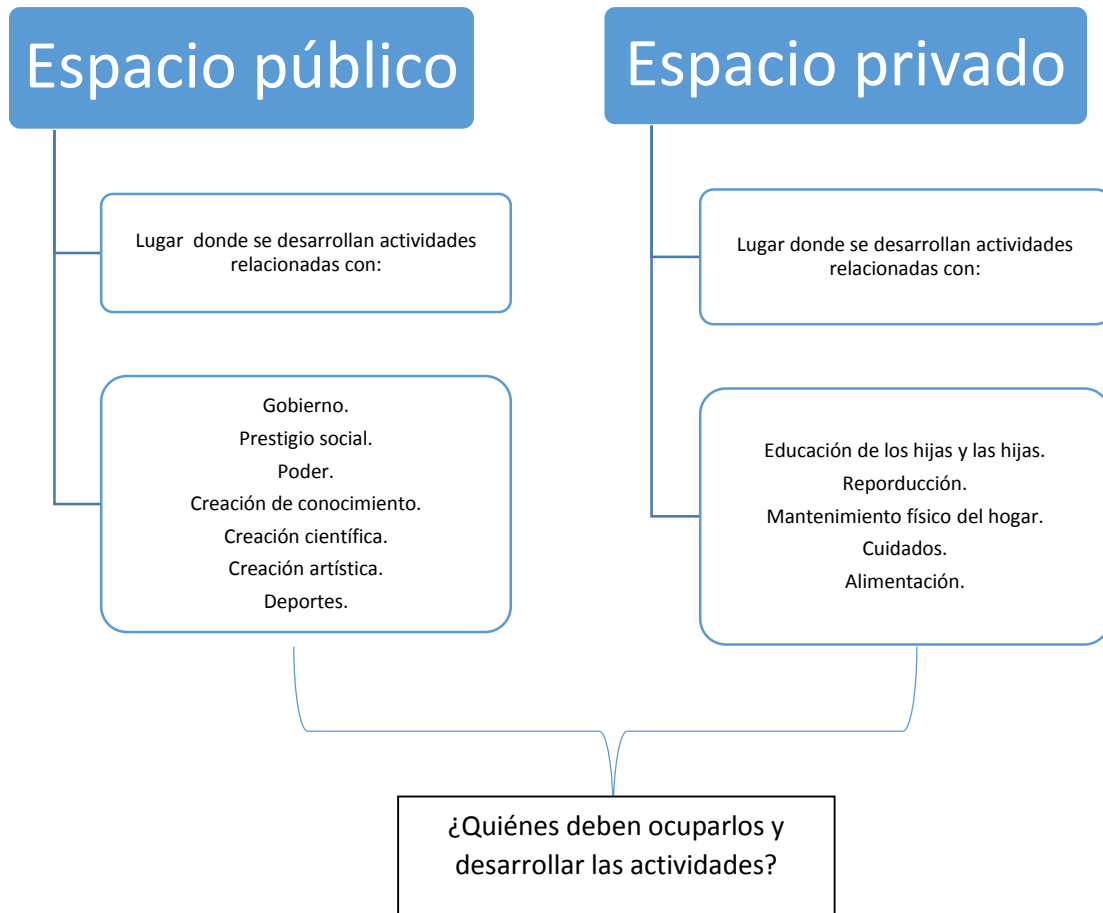 Espacio público
Lugar donde se desarrollan actividades
relacionadas con:
Gobierno.
Prestigio social.
Poder.
Creación de conocimiento.
Creación científica.
Creación artística.
Deportes.
Espacio privado
Lugar donde se desarrollan actividades
relacionadas con:
Educación de los hijas y las hijas.
Reporducción.
Mantenimiento físico del hogar.
Cuidados.
Alimentación.
¿Quiénes deben ocuparlos y
desarrollar las actividades?